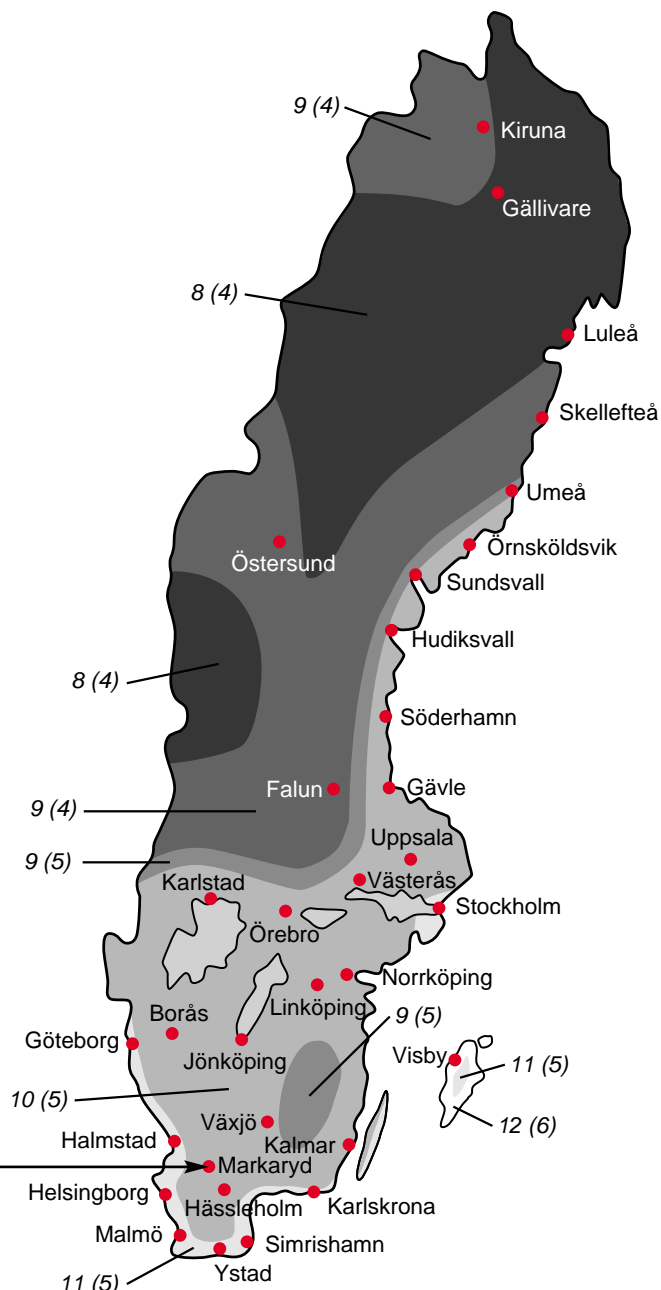 9 (4)
Kiruna
Gällivare
8 (4)
Luleå
Skellefteå
Umeå
Östersund
Örnsköldsvik
Sundsvall
Hudiksvall
8 (4)
Söderhamn
Falun
Gävle
9 (4)
Uppsala
9 (5)
Karlstad
Västerås
Stockholm
Örebro
Norrköping
Linköping
Borås
9 (5)
Göteborg
Jönköping
Visby
11 (5)
10 (5)
Växjö
12 (6)
Halmstad
Kalmar
Markaryd
Helsingborg
Hässleholm
Karlskrona
Malmö
Simrishamn
Ystad
11 (5)